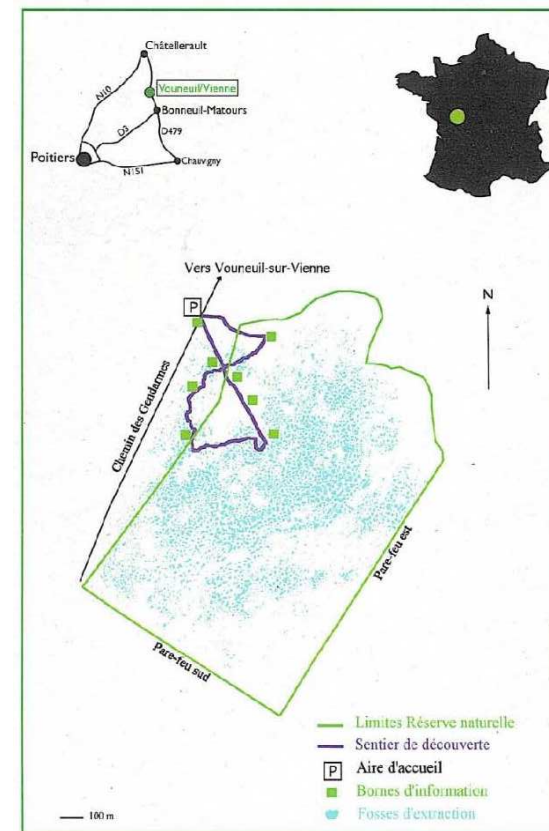 Châtellerault
N10
Vouneuil/Vienne
Bonneuil-Matours
D3
D479
Poitiers
Chauvigny
N151
Vers Vouneuil-sur-Vienne
P
N
Chemin des Gendarmes
Pare-feu est
Pare-feu sud
Limites Réserve naturelle
Sentier de découverte
P Aire d'accueil
Bornes d'information
Fosses d'extraction
100 m